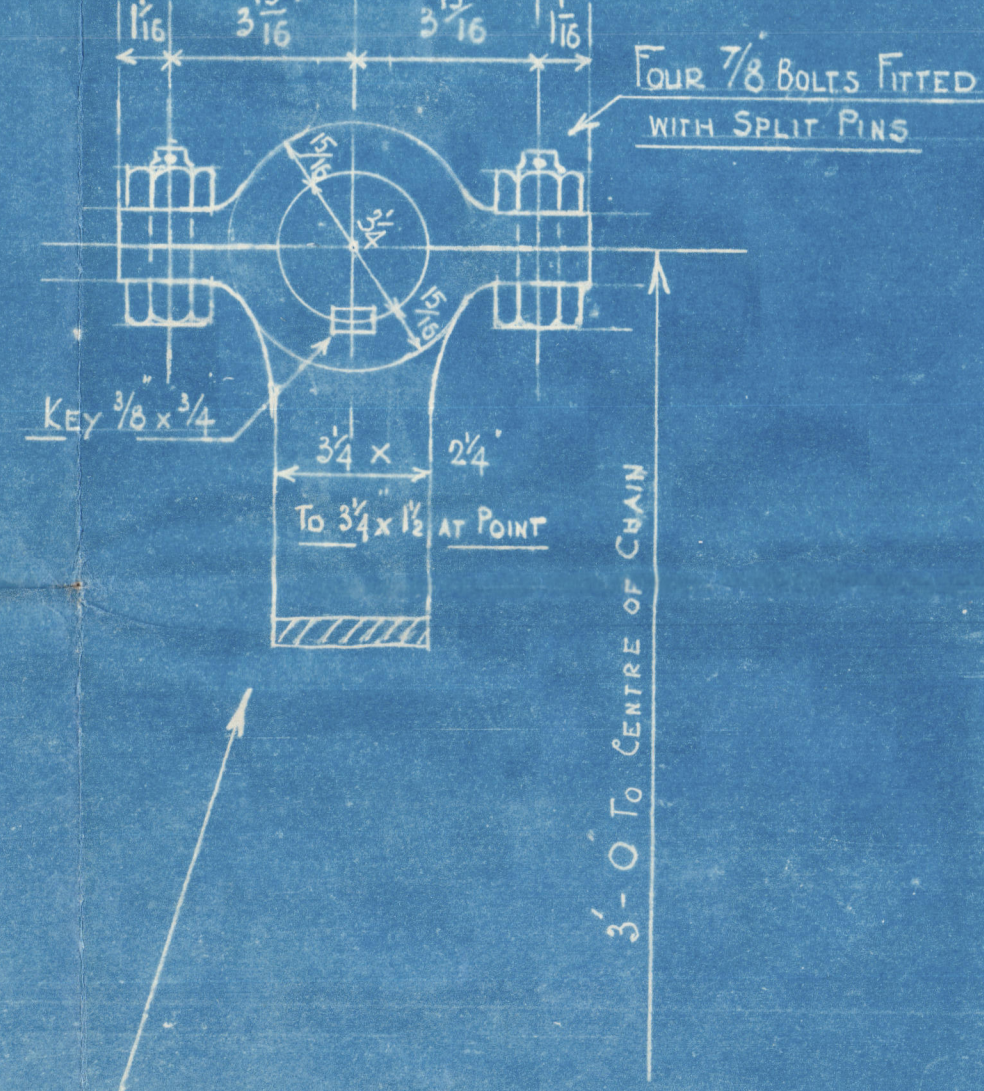 1 1/16 3 15/16 3 15/16 1 1/16
FOUR 7/8" BOLTS FITTED
WITH SPLIT PINS
15/16
3 1/4
15/16
KEY 3/8" x 3/4
3 1/4 x 2 1/4"
TO 3 1/4" x 1 1/2 AT POINT
3'-0" TO CENTRE OF CHAIN